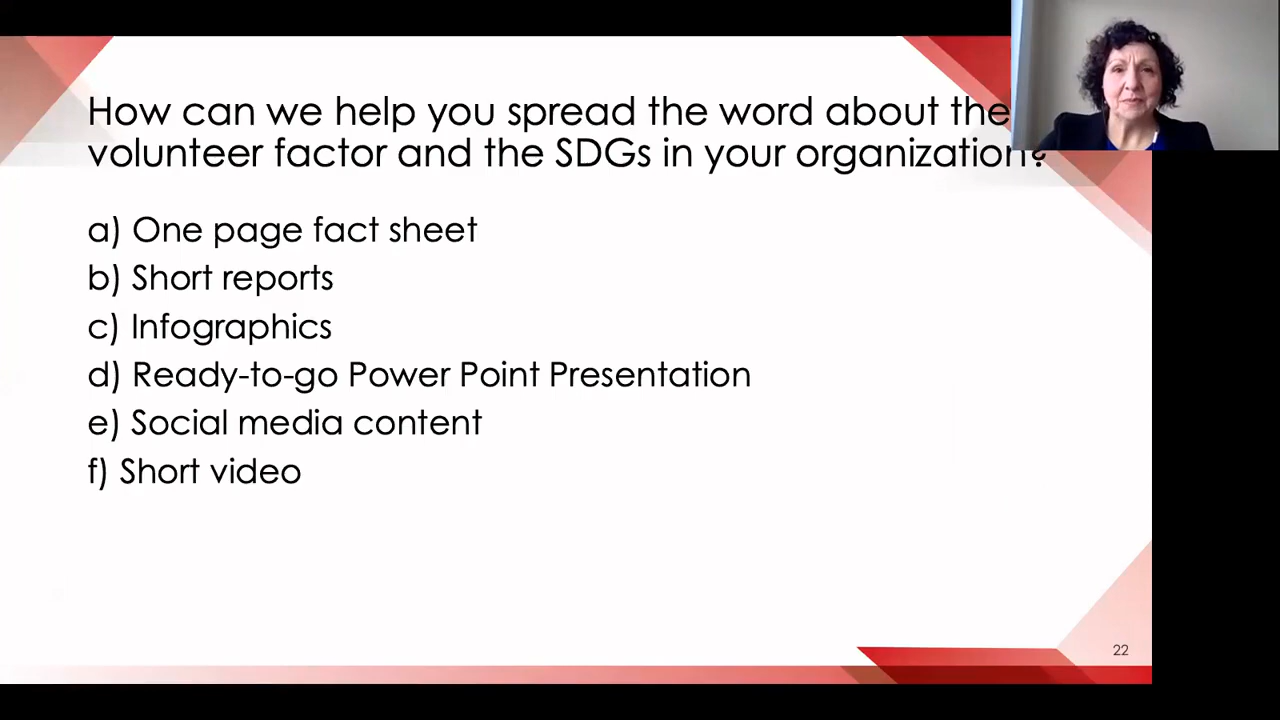 How can we help you spread the word about the
volunteer factor and the SDGs in your organization?
a) One page fact sheet
b) Short reports
c) Infographics
d) Ready-to-go Power Point Presentation
e) Social media content
f) Short video
22